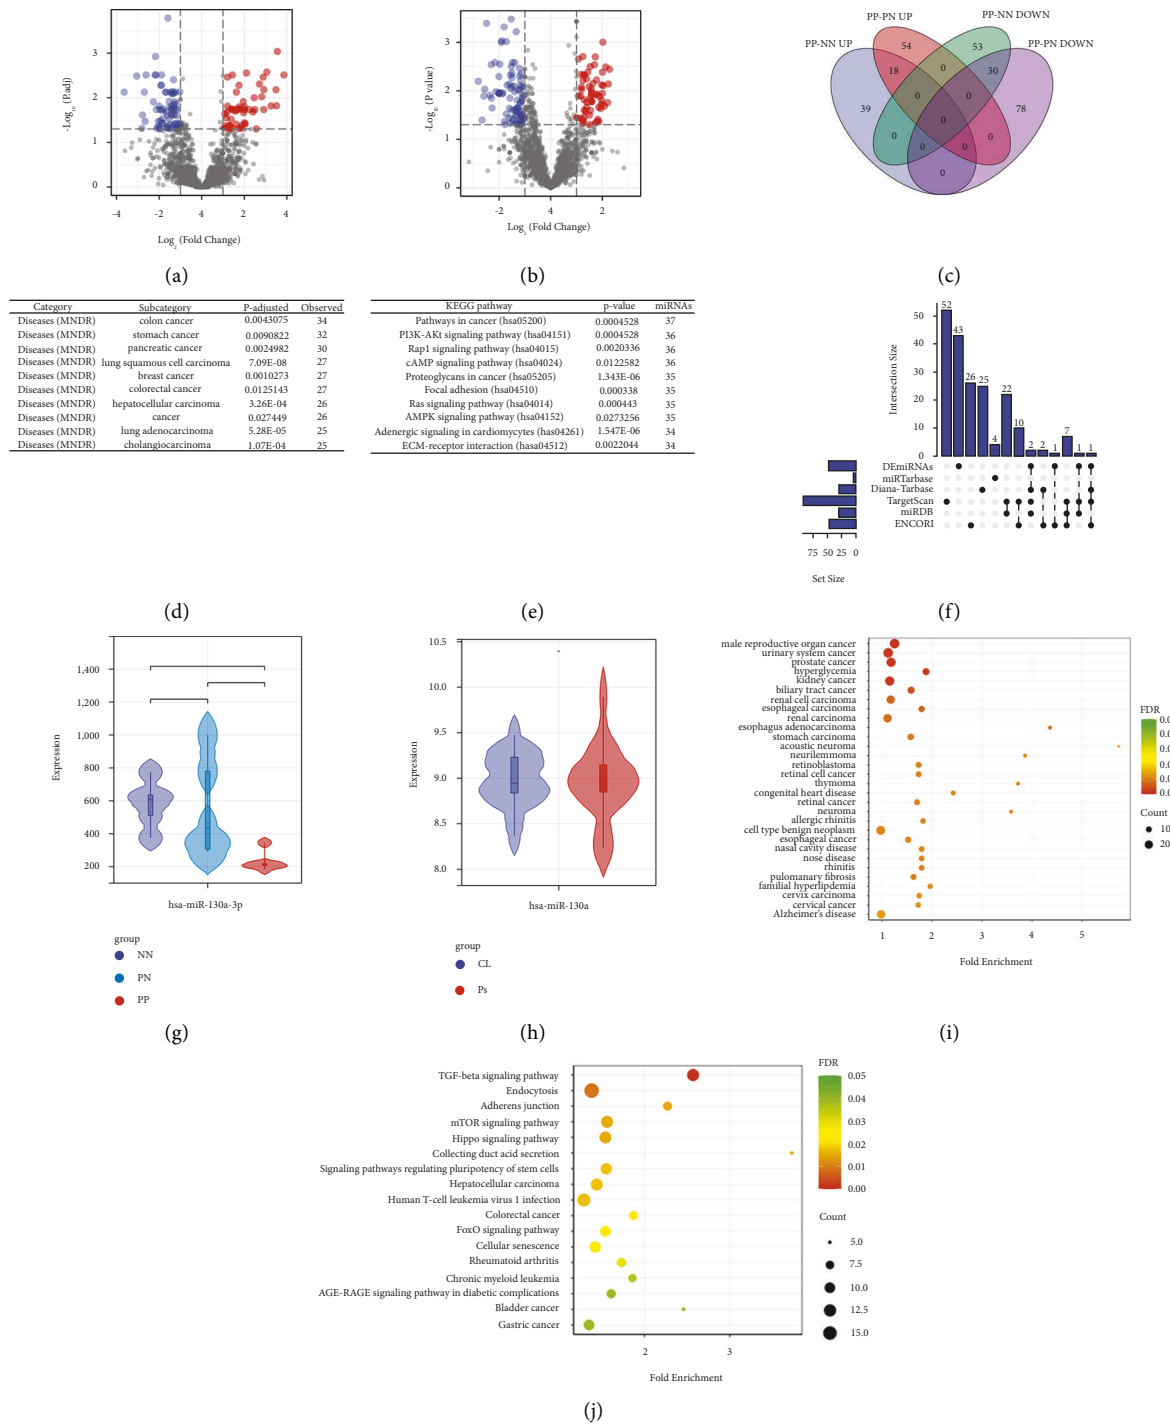 3
2
1
0
-Log10 (P.adj)
-4
-2
4
2
4
Log2 (Fold Change)
(a)
3
2
1
0
-Log10 (P value)
-2
4
2
Log2 (Fold Change)
(b)
PP-PN UP
PP-NN DOWN
PP-NN UP
PP-PN DOWN
54
53
0
18
30
39
0
0
78
0
0
0
0
0
0
(c)
Category Subcategory P-adjusted Observed
Diseases (MNDR) colon cancer 0.0043075 34
Diseases (MNDR) stomach cancer 0.0090822 32
Diseases (MNDR) pancreatic cancer 0.0024982 30
Diseases (MNDR) lung squamous cell carcinoma 7.09E-08 27
Diseases (MNDR) breast cancer 0.0010273 27
Diseases (MNDR) colorectal cancer 0.0125143 27
Diseases (MNDR) hepatocellular carcinoma 3.26E-04 26
Diseases (MNDR) cancer 0.027449 26
Diseases (MNDR) lung adenocarcinoma 5.28E-05 25
Diseases (MNDR) cholangiocarcinoma 1.07E-04 25
(d)
KEGG pathway p-value miRNAs
Pathways in cancer (hsa05200) 0.0004528 37
PI3K-AKt signaling pathway (hsa04151) 0.0004528 36
Rap1 signaling pathway (hsa04015) 0.0020336 36
cAMP signaling pathway (hsa04024) 0.0122582 36
Proteoglycans in cancer (hsa05205) 1.343E-06 35
Focal adhesion (hsa04510) 0.000338 35
Ras signaling pathway (hsa04014) 0.000443 35
AMPK signaling pathway (hsa04152) 0.0273256 35
Adenergic signaling in cardiomycytes (has04261) 1.547E-06 34
ECM-receptor interaction (hasa04512) 0.0022044 34
(e)
50
40
30
20
10
0
Intersection Size
52 43 26 25 4 22 10 2 2 1 7 1 1
DEmiRNAs
miRTarbase
Diana-Tarbase
TargetScan
miRDB
ENCORI
75 50 25 0
Set Size
(f)
1,400
1,200
1,000
800
600
400
200
Expression
hsa-miR-130a-3p
group
NN
PN
PP
(g)
10.5
10.0
9.5
9.0
8.5
8.0
Expression
hsa-miR-130a
group
CL
Ps
(h)
male reproductive organ cancer
urinary system cancer
prostate cancer
hyperglycemia
kidney cancer
biliary tract cancer
renal cell carcinoma
esophageal carcinoma
renal carcinoma
esophagus adenocarcinoma
stomach carcinoma
acoustic neuroma
neurilemmoma
retinoblastoma
retinal cell cancer
thymoma
congenital heart disease
retinal cancer
neuroma
allergic rhinitis
cell type benign neoplasm
esophageal cancer
nasal cavity disease
nose disease
rhinitis
pulomanary fibrosis
familial hyperlipdemia
cervix carcinoma
cervical cancer
Alzheimer's disease
1 2 3 4 5
Fold Enrichment
FDR
0.0
0.0
0.0
0.0
0.0
0.0
Count
10
20
(i)
TGF-beta signaling pathway
Endocytosis
Adherens junction
mTOR signaling pathway
Hippo signaling pathway
Collecting duct acid secretion
Signaling pathways regulating pluripotency of stem cells
Hepatocellular carcinoma
Human T-cell leukemia virus 1 infection
Colorectal cancer
FoxO signaling pathway
Cellular senescence
Rheumatoid arthritis
Chronic myeloid leukemia
AGE-RAGE signaling pathway in diabetic complications
Bladder cancer
Gastric cancer
2 3
Fold Enrichment
FDR
0.05
0.04
0.03
0.02
0.01
0.00
Count
5.0
7.5
10.0
12.5
15.0
(j)